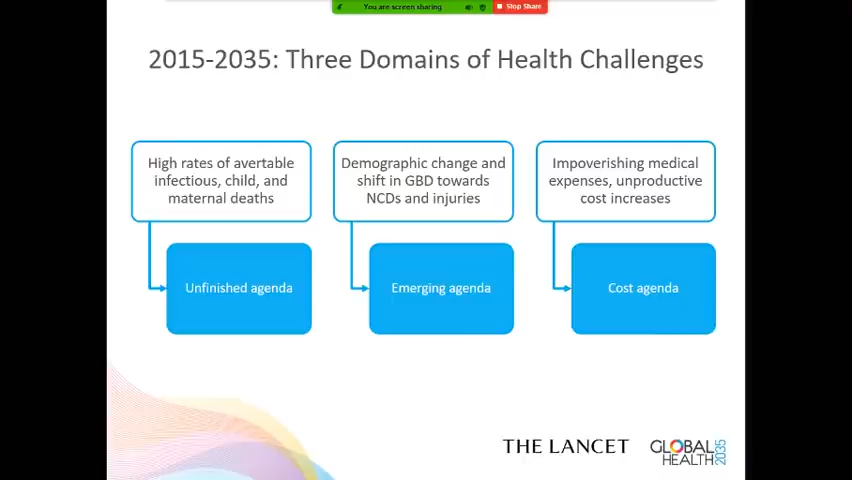 You are screen sharing
Stop Share
2015-2035: Three Domains of Health Challenges
High rates of avertable
infectious, child, and
maternal deaths
Unfinished agenda
Demographic change and
shift in GBD towards
NCDs and injuries
Emerging agenda
Impoverishing medical
expenses, unproductive
cost increases
Cost agenda
THE LANCET
GLOBAL
HEALTH
2035